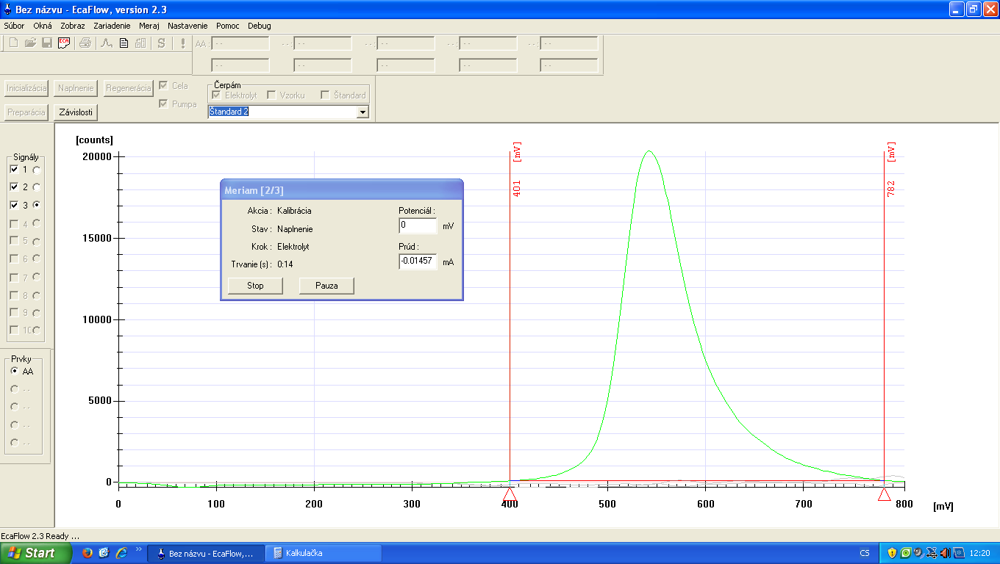 Bez názvu - EcaFlow, version 2.3
Súbor Okná Zobraz Zariadenie Meraj Nastavenie Pomoc Debug
ECA S ! AA : -- --: -- --: -- --: -- --: --
-- -- -- -- --
Inicializácia Naplnenie Regenerácia Cela
Čerpám
Elektrolyt Vzorku Štandard
Pumpa
Preparácia Závislosti Štandard 2
Signály
1
2
3
4
5
6
7
8
9
10
Prvky
AA
--
--
--
--
[counts]
20000
15000
10000
5000
0
0 100 200 300 400 500 600 700 800 [mV]
401 [mV]
782 [mV]
Meriam [2/3]
Akcia : Kalibrácia Potenciál :
0 mV
Stav : Naplnenie
Krok : Elektrolyt Prúd :
-0.01457 mA
Trvanie (s) : 0:14
Stop Pauza
EcaFlow 2.3 Ready ...
Start Bez názvu - EcaFlow,... Kalkulačka CS 12:20